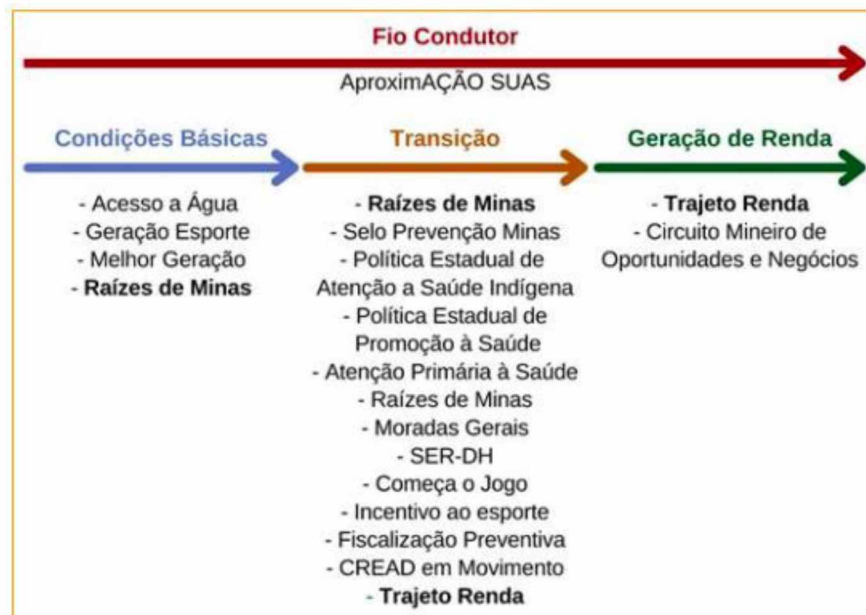 Fio Condutor
AproximAÇÃO SUAS
Condições Básicas
- Acesso a Água
- Geração Esporte
- Melhor Geração
- Raízes de Minas
Transição
- Raízes de Minas
- Selo Prevenção Minas
- Política Estadual de
Atenção a Saúde Indígena
- Política Estadual de
Promoção à Saúde
- Atenção Primária à Saúde
- Raízes de Minas
- Moradas Gerais
- SER-DH
- Começa o Jogo
- Incentivo ao esporte
- Fiscalização Preventiva
- CREAD em Movimento
- Trajeto Renda
Geração de Renda
- Trajeto Renda
- Circuito Mineiro de
Oportunidades e Negócios